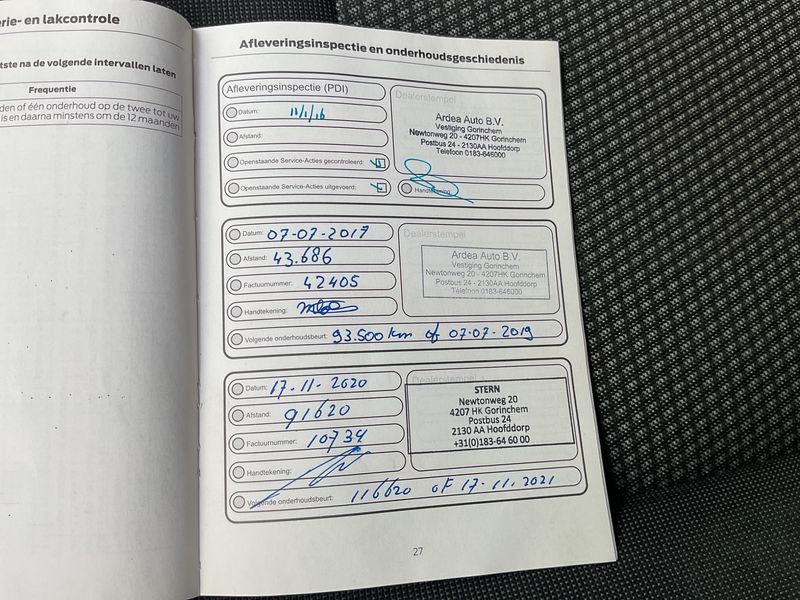 rie- en lakcontrole
tste na de volgende intervallen laten
Frequentie
den of één onderhoud op de twee tot uw
is en daarna minstens om de 12 maanden
Afleveringsinspectie en onderhoudsgeschiedenis
Afleveringsinspectie (PDI)
Datum: 11/1/16
Afstand:
Openstaande Service-Acties gecontroleerd:
Openstaande Service-Acties uitgevoerd:
Dealerstempel
Ardea Auto B.V.
Vestiging Gorinchem
Newtonweg 20 - 4207HK Gorinchem
Postbus 24 - 2130AA Hoofddorp
Telefoon 0183-646000
Handtekening
Datum: 07-07-2017
Afstand: 43.686
Factuurnummer: 42405
Handtekening:
Dealerstempel
Ardea Auto B.V.
Vestiging Gorinchem
Newtonweg 20 - 4207HK Gorinchem
Postbus 24 - 2130AA Hoofddorp
Telefoon 0183-646000
Volgende onderhoudsbeurt: 93.500 km of 07-07-2019
Datum: 17-11-2020
Afstand: 91620
Factuurnummer: 10734
Handtekening:
Dealerstempel
STERN
Newtonweg 20
4207 HK Gorinchem
Postbus 24
2130 AA Hoofddorp
+31(0)183-64 60 00
Volgende onderhoudsbeurt: 116620 of 17-11-2021
27